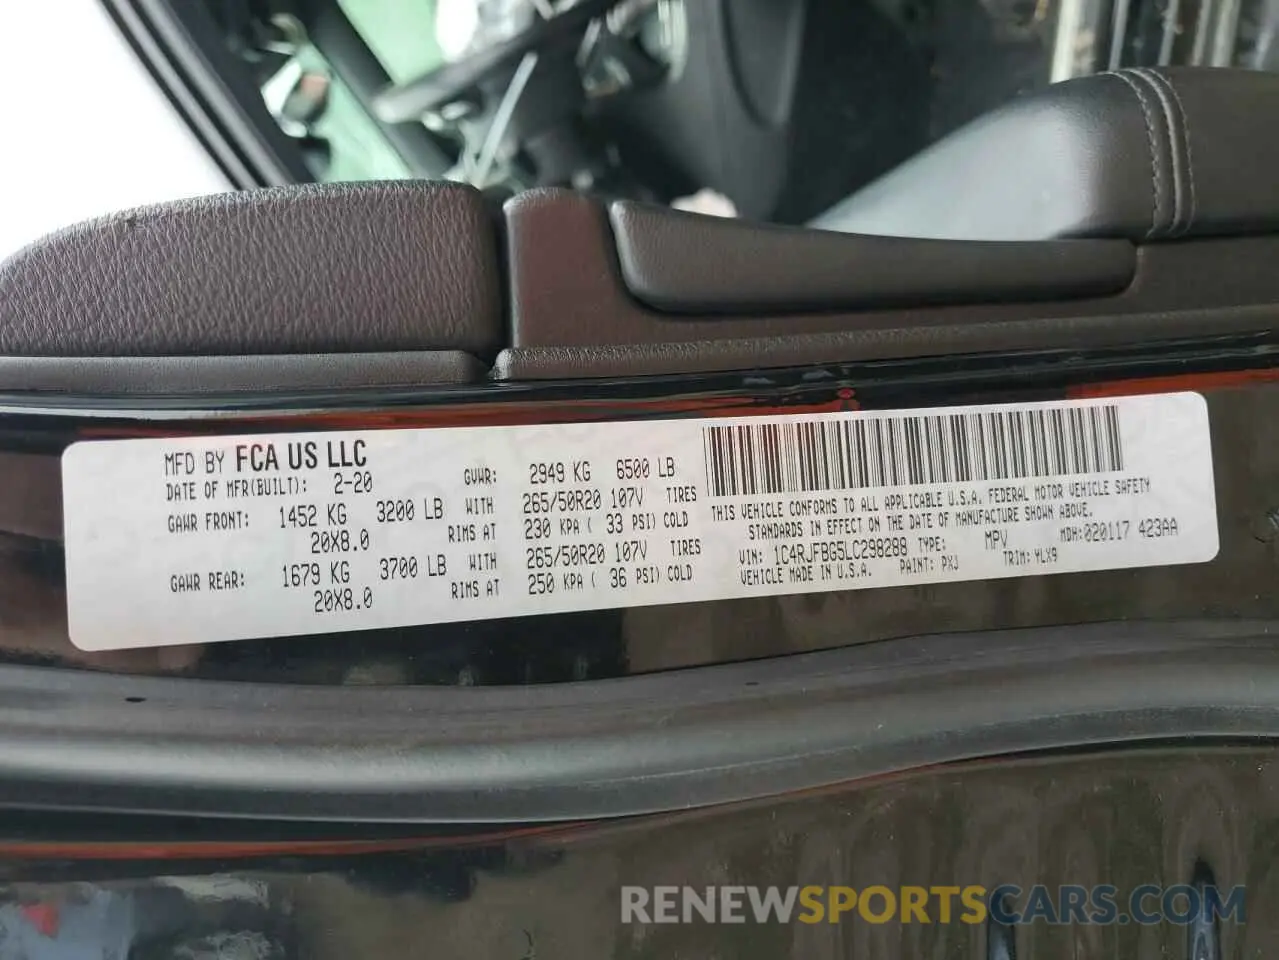 MFD BY FCA US LLC
DATE OF MFR(BUILT): 2-20 GVWR: 2949 KG 6500 LB
GAWR FRONT: 1452 KG 3200 LB WITH 265/50R20 107V TIRES
20X8.0 RIMS AT 230 KPA ( 33 PSI) COLD
GAWR REAR: 1679 KG 3700 LB WITH 265/50R20 107V TIRES
20X8.0 RIMS AT 250 KPA ( 36 PSI) COLD
THIS VEHICLE CONFORMS TO ALL APPLICABLE U.S.A. FEDERAL MOTOR VEHICLE SAFETY
STANDARDS IN EFFECT ON THE DATE OF MANUFACTURE SHOWN ABOVE.
VIN: 1C4RJFBG5LC298288 TYPE: MPV MDH:020117 423AA
VEHICLE MADE IN U.S.A. PAINT: PXJ TRIM: VLX9
RENEWSPORTSCARS.COM